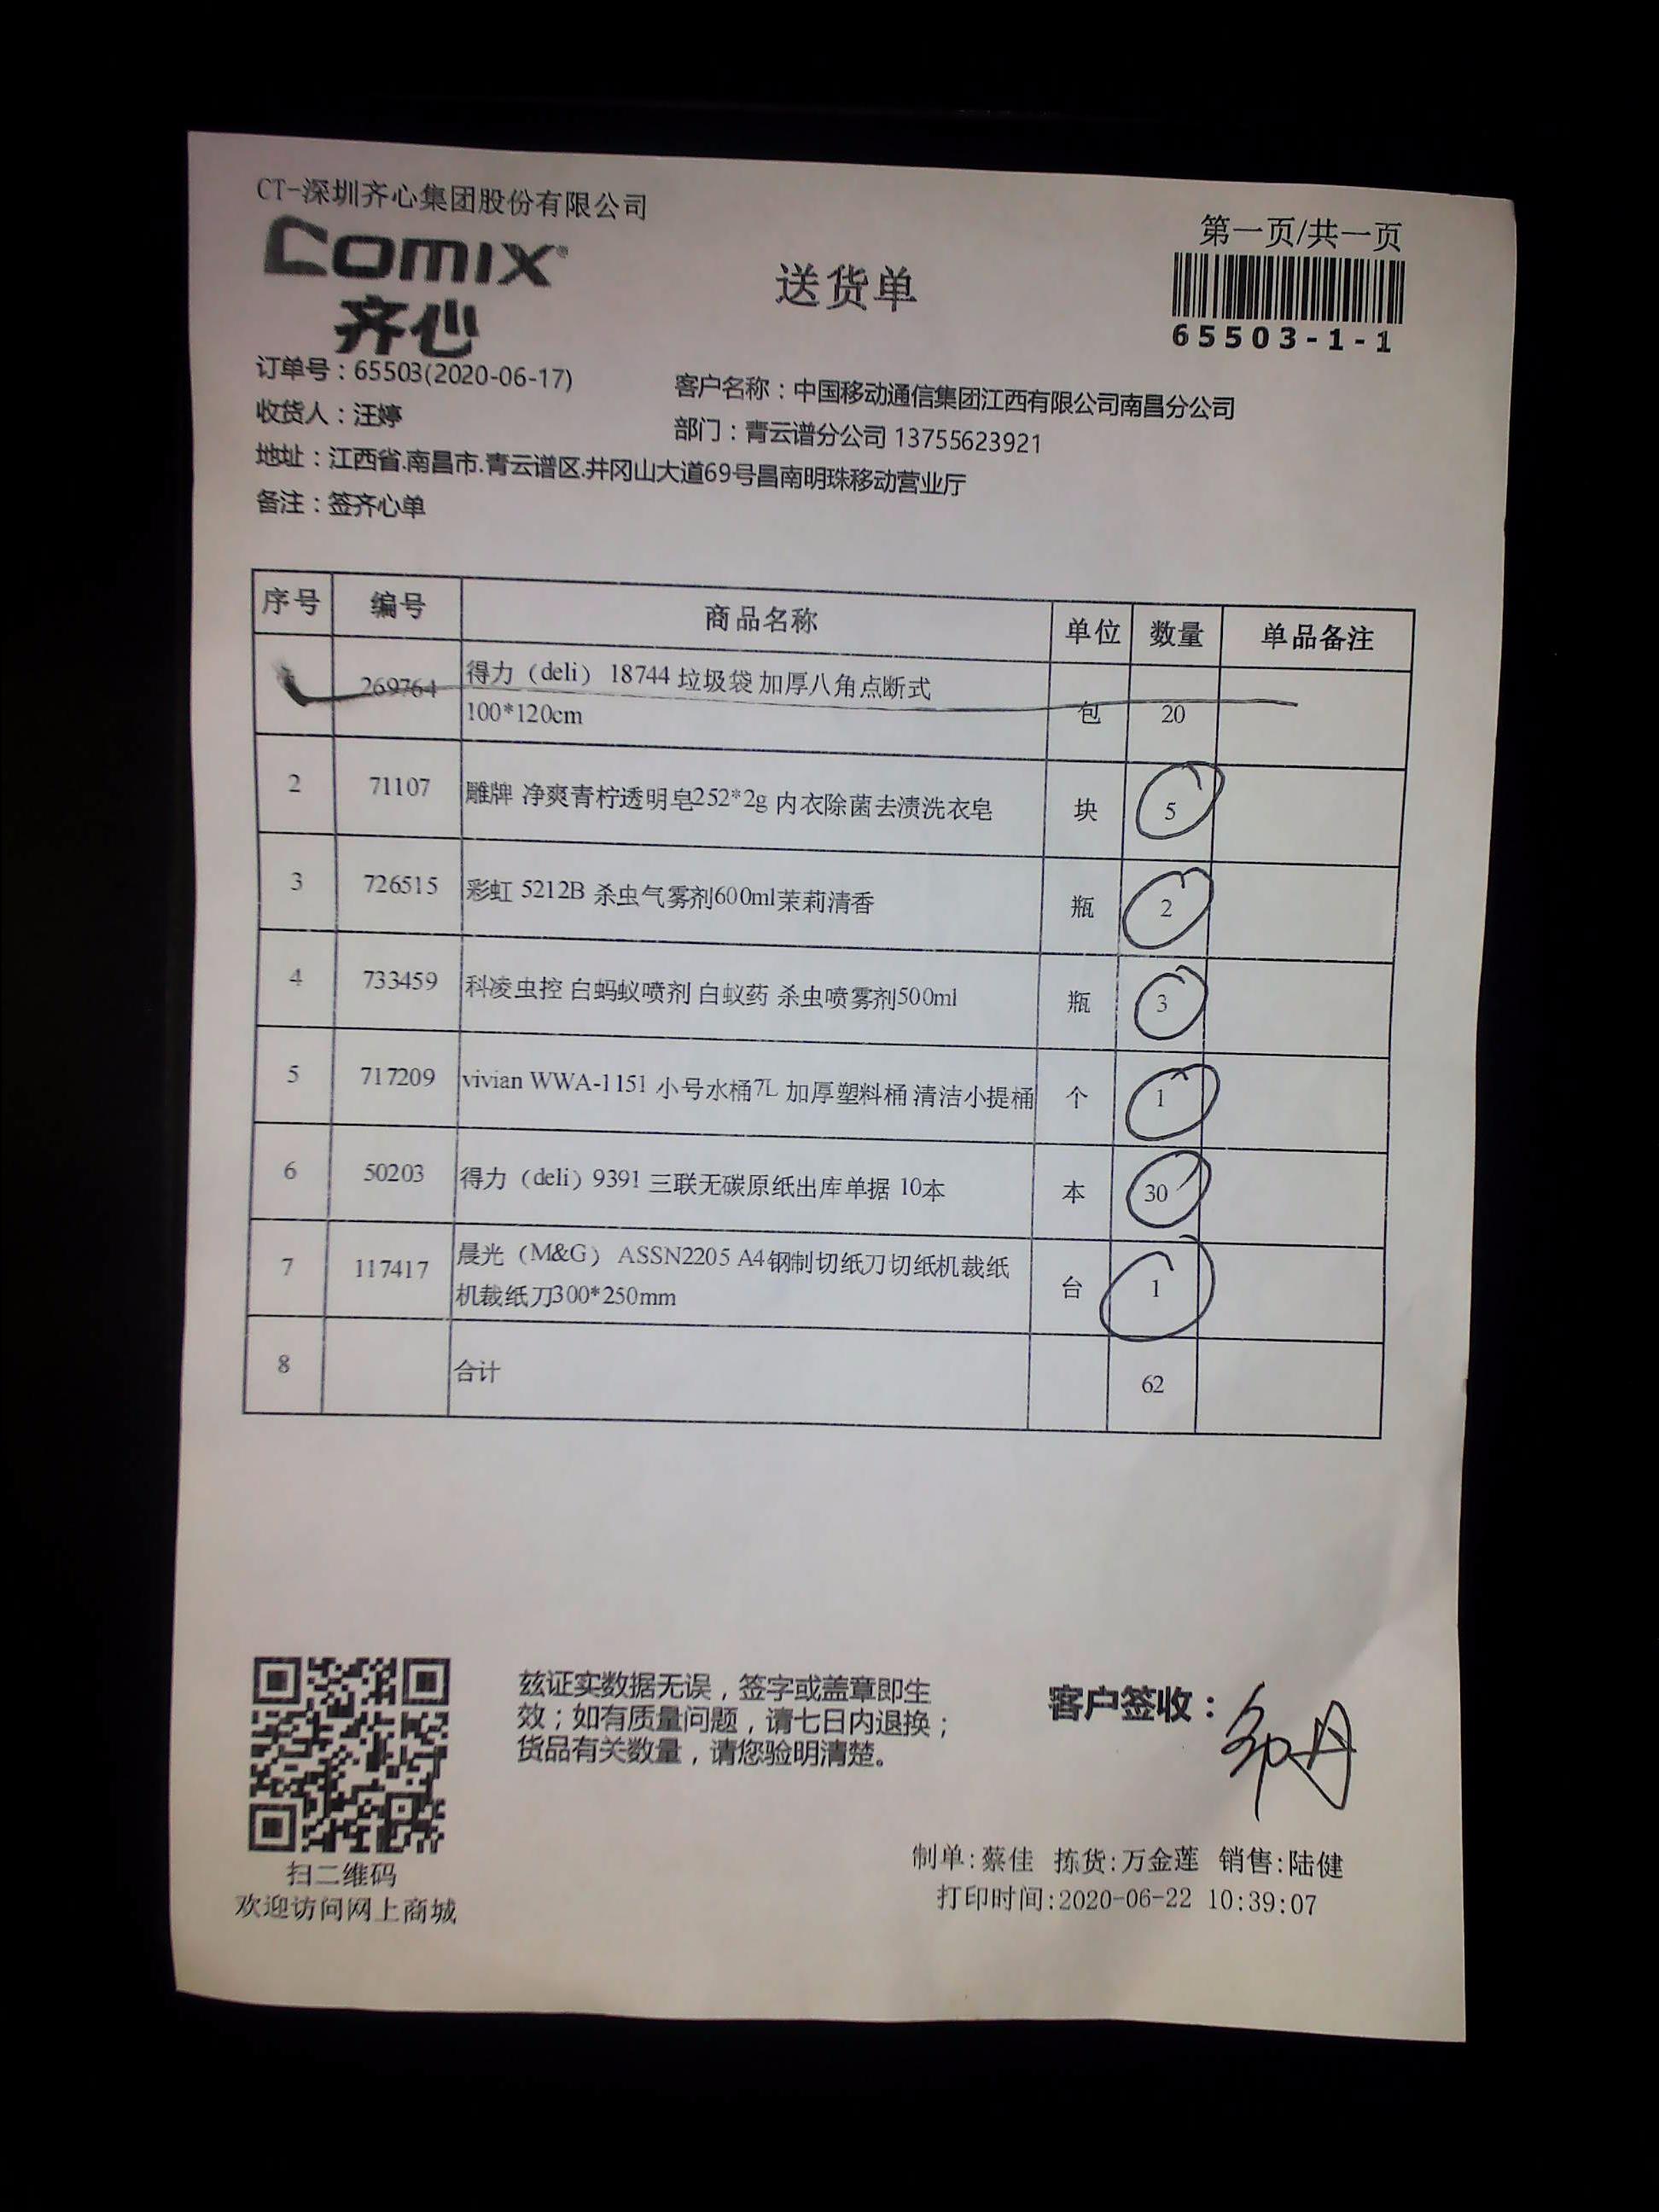 CT-深圳齐心集团股份有限公司
COMIX®
齐心
送货单
第一页/共一页
65503-1-1
订单号：65503(2020-06-17)
客户名称：中国移动通信集团江西有限公司南昌分公司
收货人：汪婷
部门：青云谱分公司 13755623921
地址：江西省.南昌市.青云谱区.井冈山大道69号昌南明珠移动营业厅
备注：签齐心单
序号 编号 商品名称 单位 数量 单品备注
269764 得力（deli） 18744 垃圾袋 加厚八角点断式
100*120cm 包 20
2 71107 雕牌 净爽青柠透明皂252*2g 内衣除菌去渍洗衣皂 块 5
3 726515 彩虹 5212B 杀虫气雾剂600ml茉莉清香 瓶 2
4 733459 科凌虫控 白蚂蚁喷剂 白蚁药 杀虫喷雾剂500ml 瓶 3
5 717209 vivian WWA-1151 小号水桶7L 加厚塑料桶 清洁小提桶 个 1
6 50203 得力（deli）9391 三联无碳原纸出库单据 10本 本 30
7 117417 晨光（M&G） ASSN2205 A4钢制切纸刀切纸机裁纸
机裁纸刀300*250mm 台 1
8 合计 62
兹证实数据无误，签字或盖章即生
效；如有质量问题，请七日内退换；
货品有关数量，请您验明清楚。
客户签收：
扫二维码
欢迎访问网上商城
制单:蔡佳 拣货:万金莲 销售:陆健
打印时间:2020-06-22 10:39:07